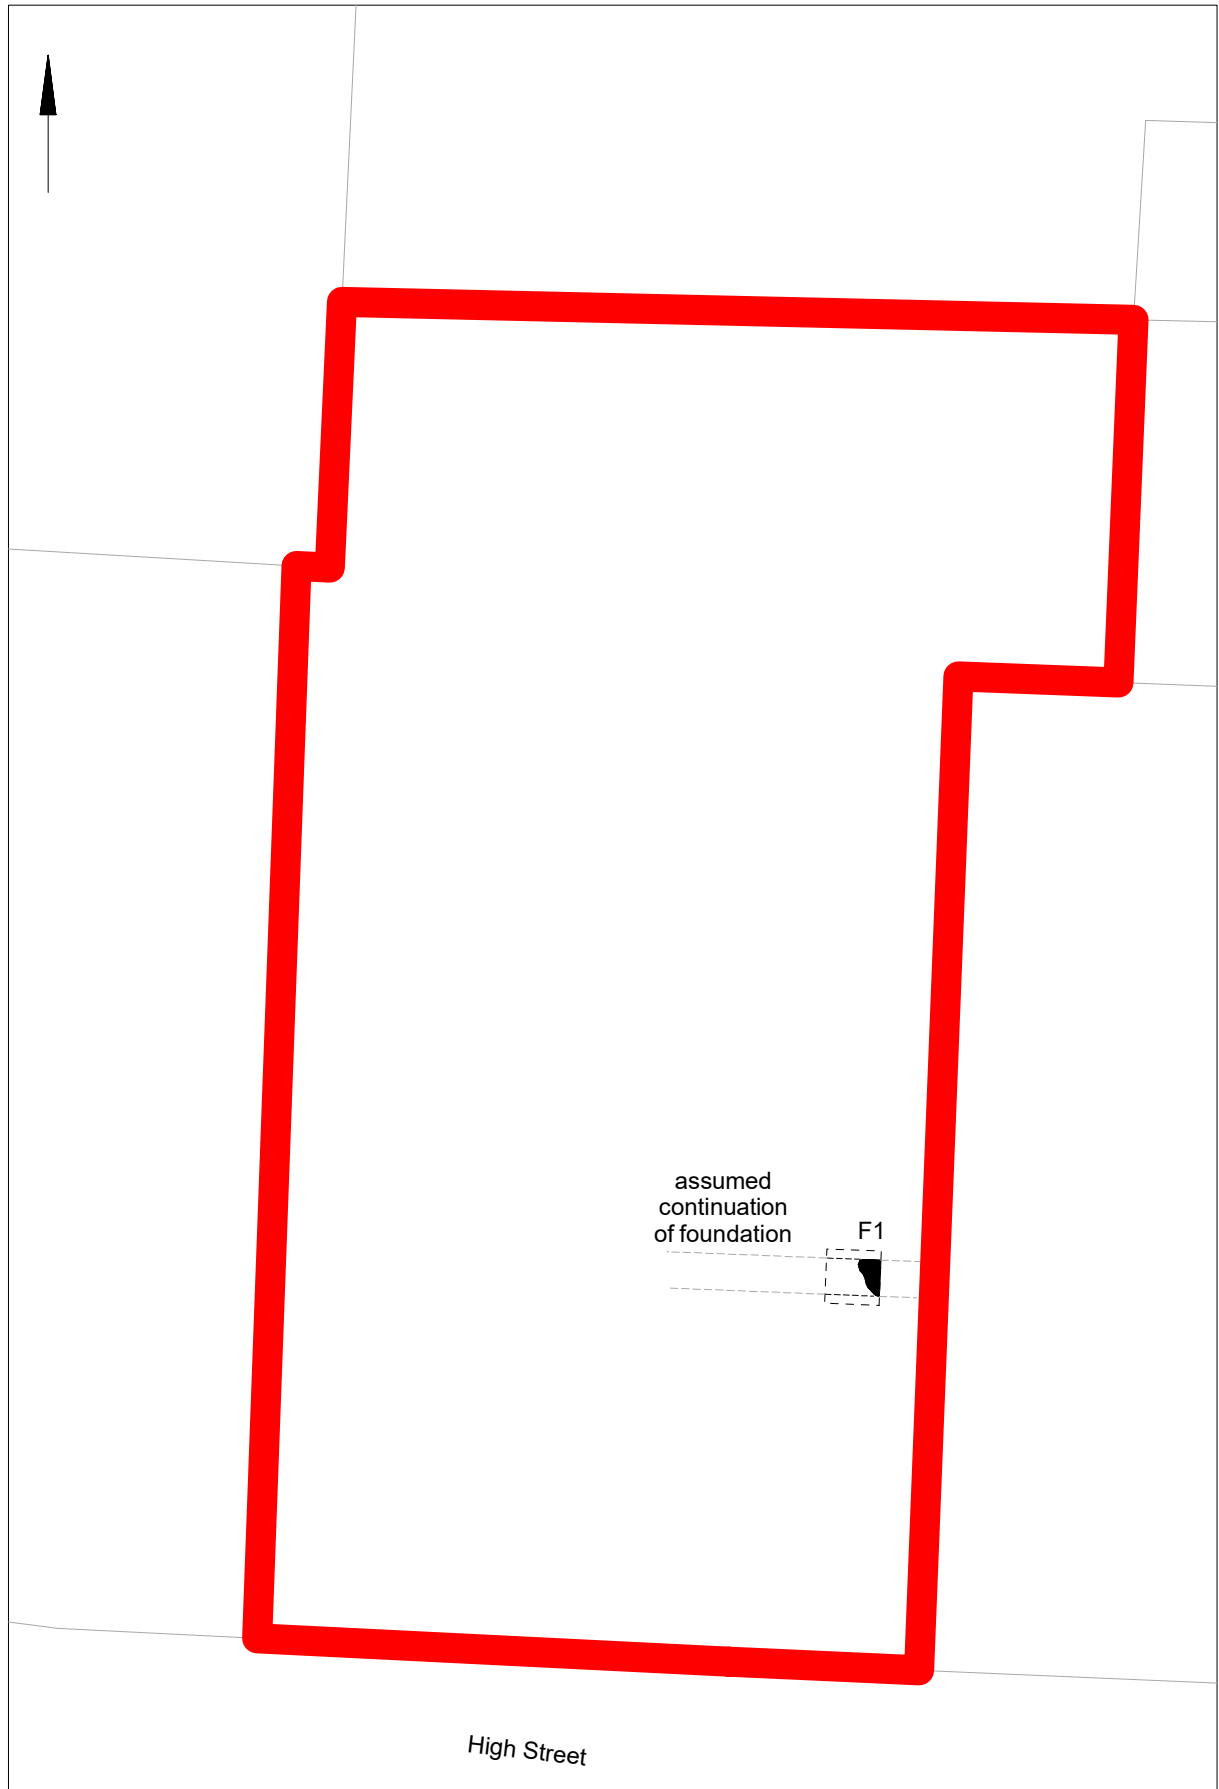 assumed
continuation
of foundation
F1
High Street